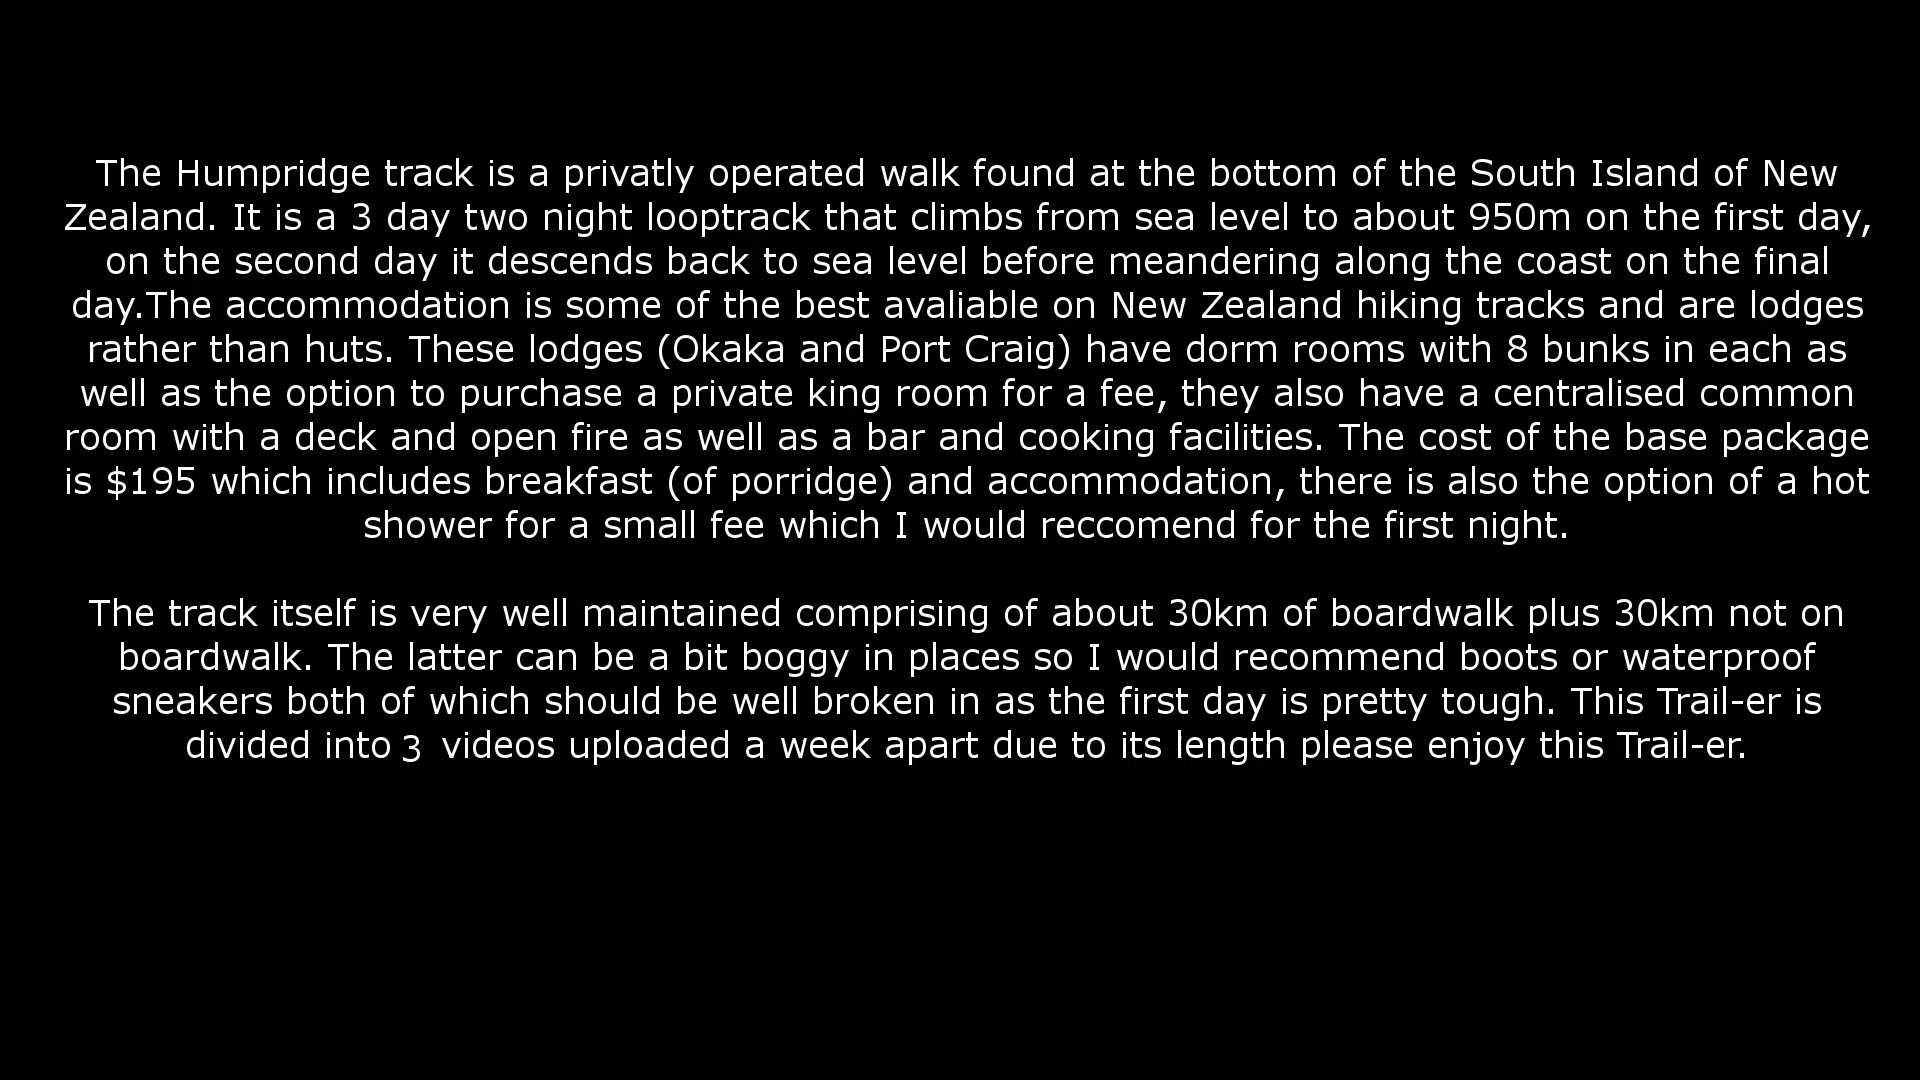 The Humpridge track is a privatly operated walk found at the bottom of the South Island of New
Zealand. It is a 3 day two night looptrack that climbs from sea level to about 950m on the first day,
on the second day it descends back to sea level before meandering along the coast on the final
day.The accommodation is some of the best avaliable on New Zealand hiking tracks and are lodges
rather than huts. These lodges (Okaka and Port Craig) have dorm rooms with 8 bunks in each as
well as the option to purchase a private king room for a fee, they also have a centralised common
room with a deck and open fire as well as a bar and cooking facilities. The cost of the base package
is $195 which includes breakfast (of porridge) and accommodation, there is also the option of a hot
shower for a small fee which I would reccomend for the first night.
The track itself is very well maintained comprising of about 30km of boardwalk plus 30km not on
boardwalk. The latter can be a bit boggy in places so I would recommend boots or waterproof
sneakers both of which should be well broken in as the first day is pretty tough. This Trail-er is
divided into 3 videos uploaded a week apart due to its length please enjoy this Trail-er.